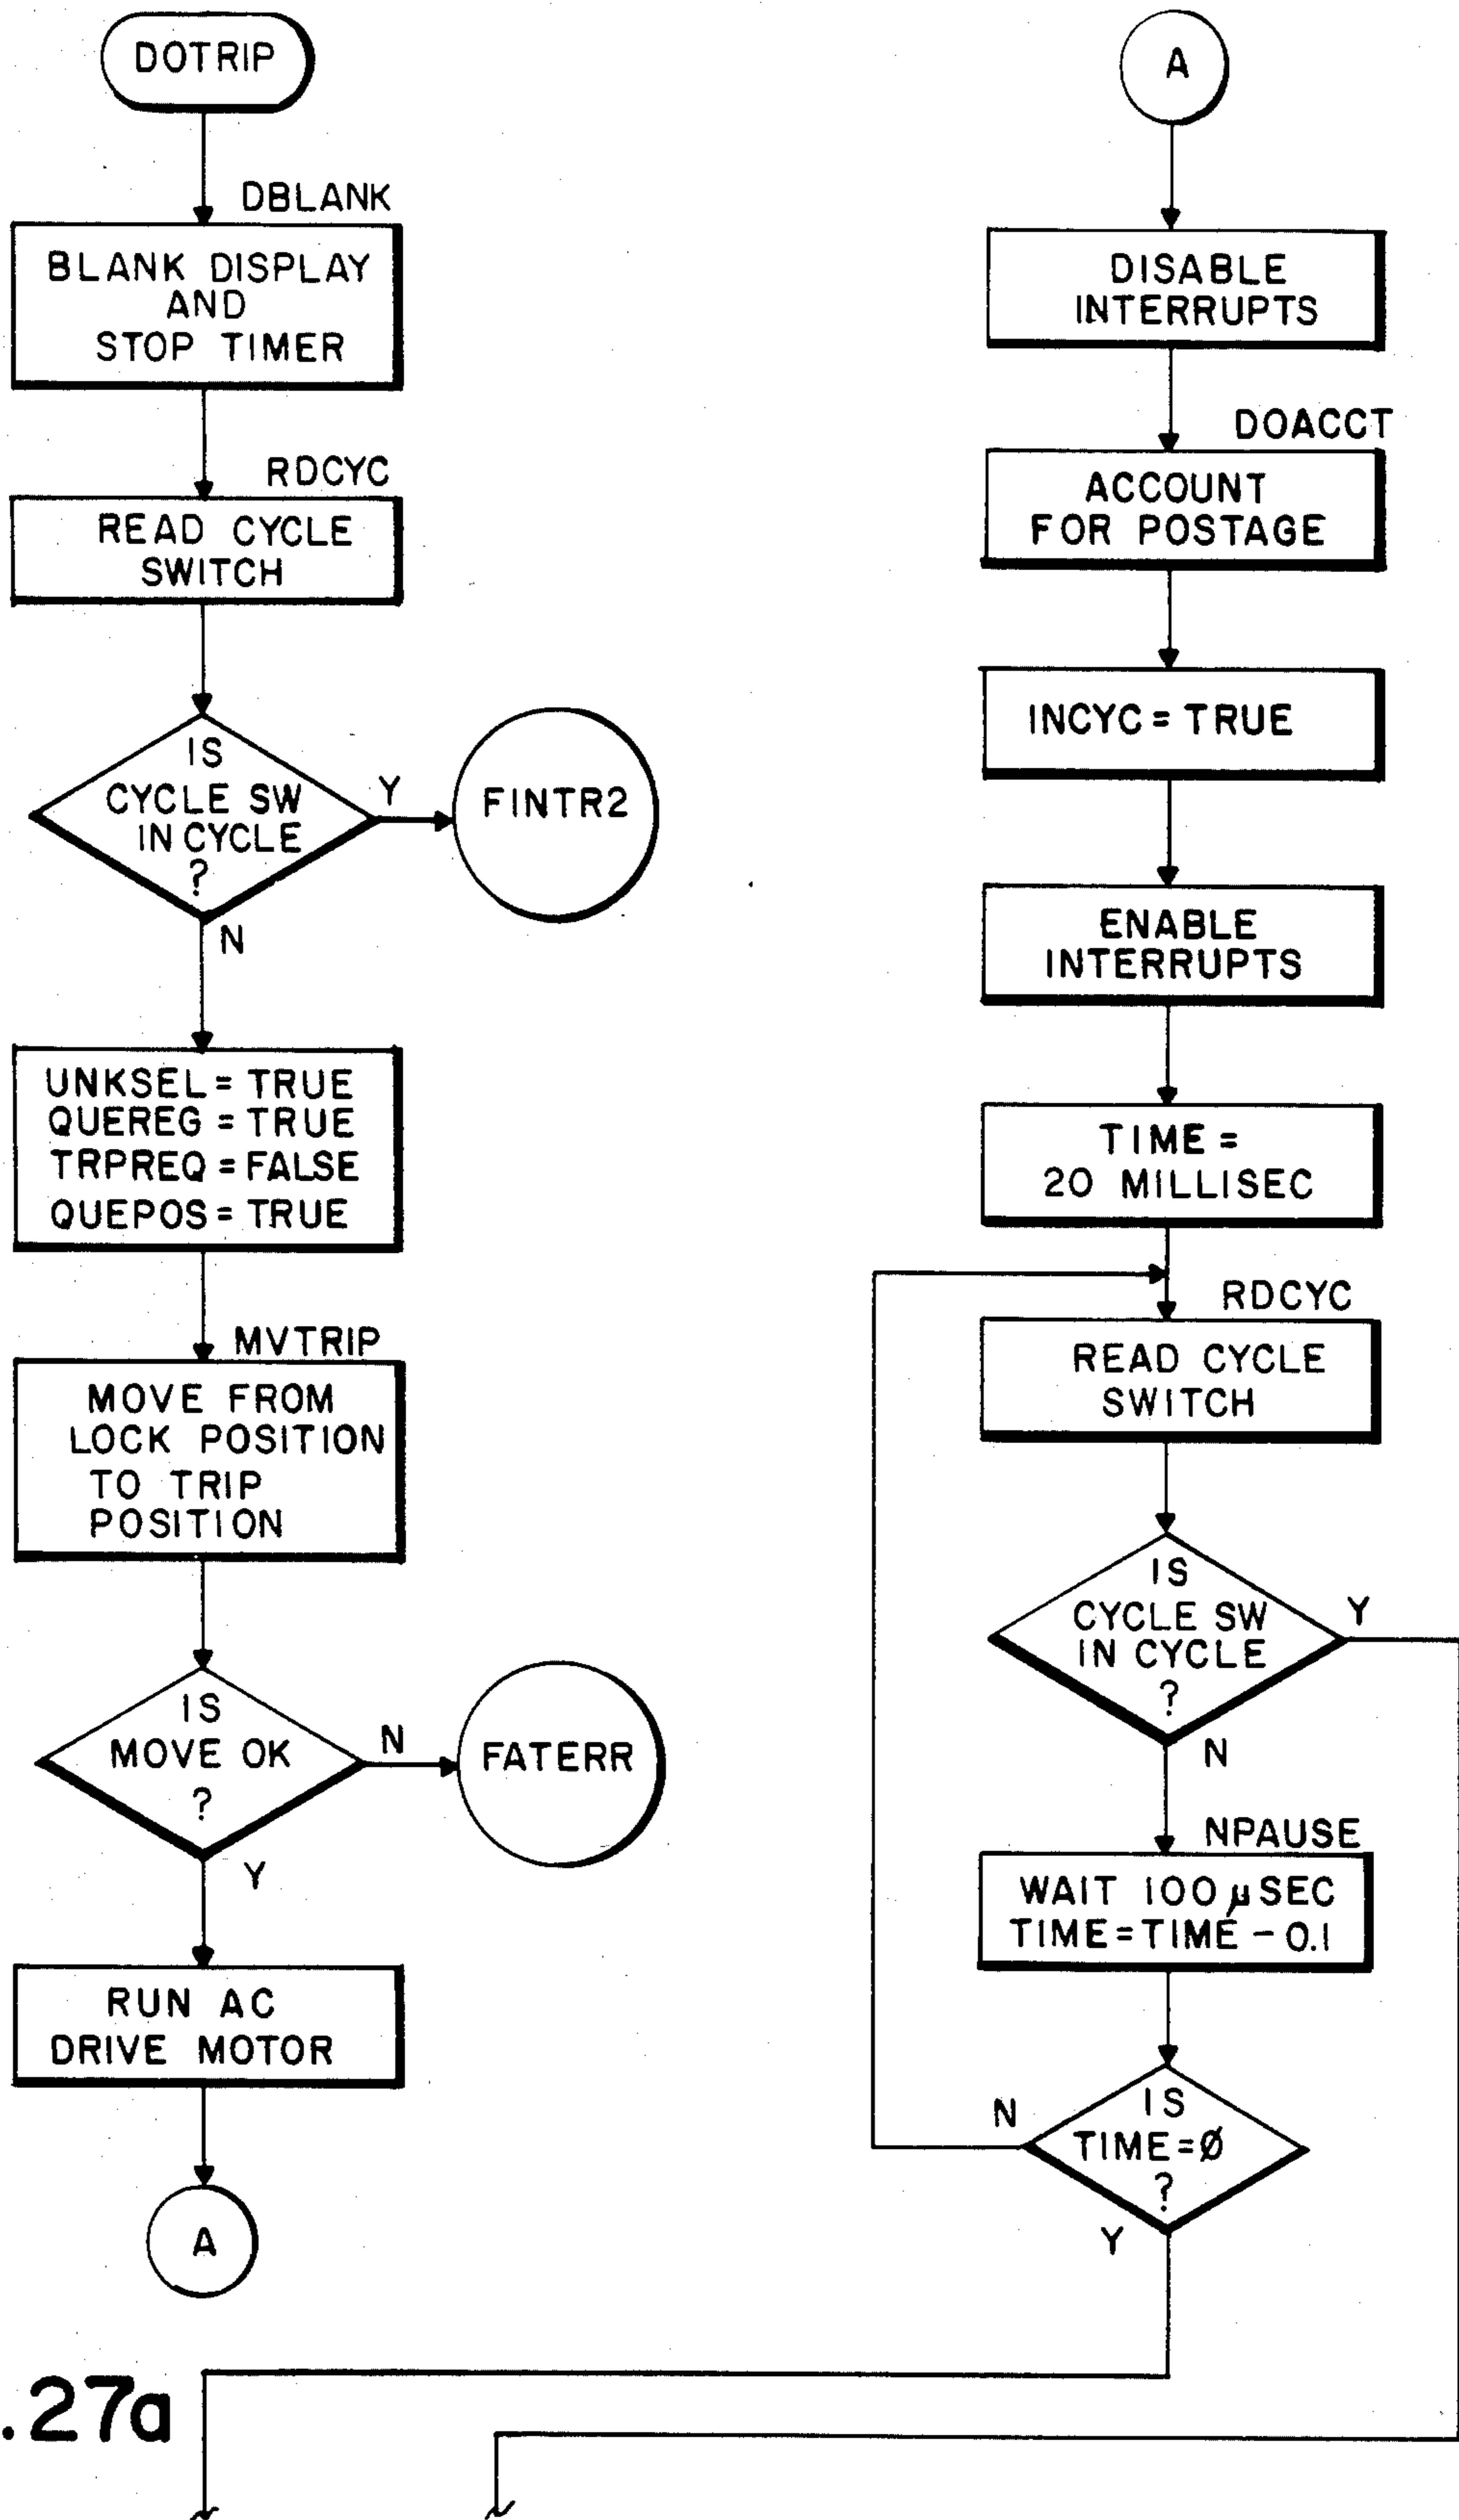 DOTRIP
DBLANK
BLANK DISPLAY
AND
STOP TIMER
RDCYC
READ CYCLE
SWITCH
IS
CYCLE SW
IN CYCLE
?
Y
FINTR2
N
UNKSEL = TRUE
QUEREG = TRUE
TRPREQ = FALSE
QUEPOS = TRUE
MVTRIP
MOVE FROM
LOCK POSITION
TO TRIP
POSITION
IS
MOVE OK
?
N
FATERR
Y
RUN AC
DRIVE MOTOR
A
A
DISABLE
INTERRUPTS
DOACCT
ACCOUNT
FOR POSTAGE
INCYC = TRUE
ENABLE
INTERRUPTS
TIME =
20 MILLISEC
RDCYC
READ CYCLE
SWITCH
IS
CYCLE SW
IN CYCLE
?
Y
N
NPAUSE
WAIT 100 µSEC
TIME = TIME - 0.1
IS
TIME = Ø
?
N
Y
.27a